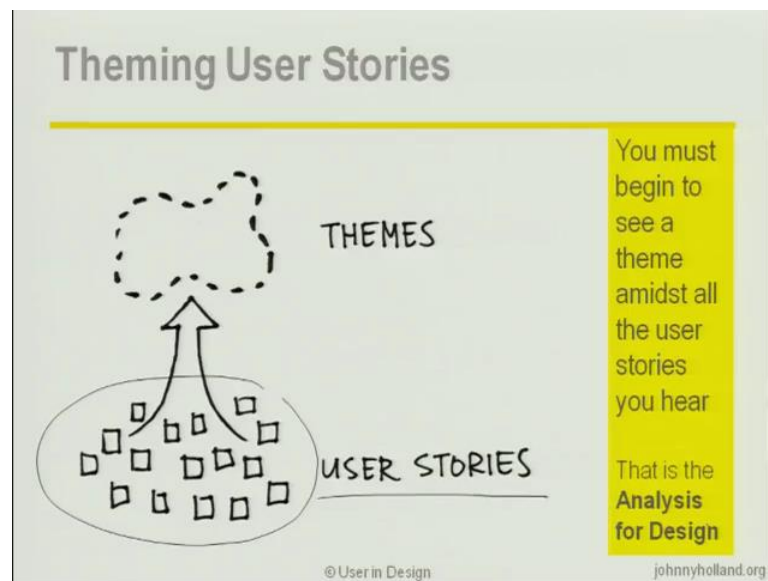 Theming User Stories
THEMES
USER STORIES
You must
begin to
see a
theme
amidst all
the user
stories
you hear
That is the
Analysis
for Design
© User in Design
johnnyholland.org